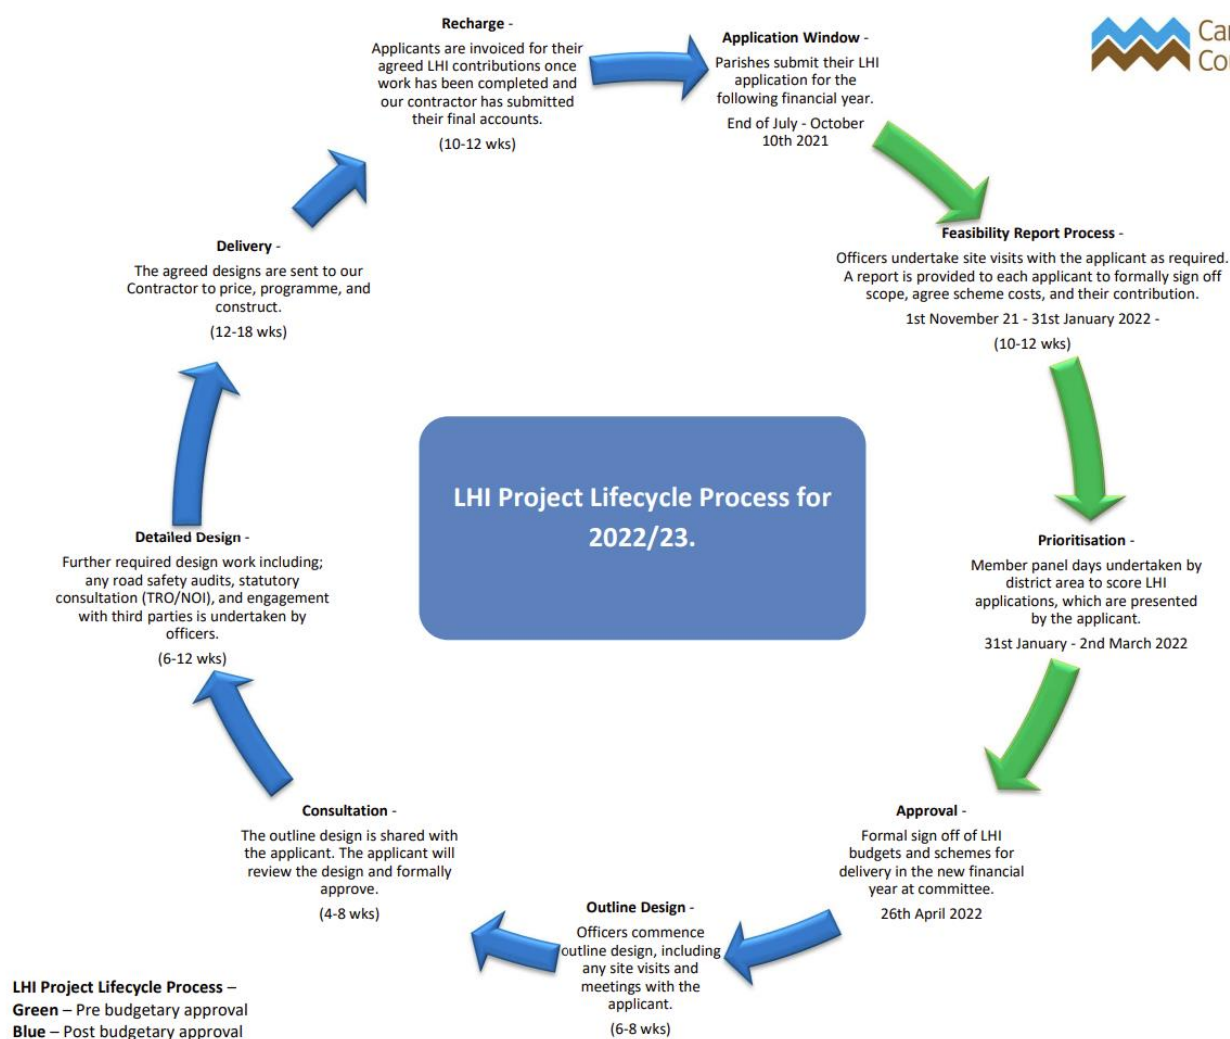 Recharge -
Applicants are invoiced for their
agreed LHI contributions once
work has been completed and
our contractor has submitted
their final accounts.
(10-12 wks)
Application Window -
Parishes submit their LHI
application for the
following financial year.
End of July - October
10th 2021
Feasibility Report Process -
Officers undertake site visits with the applicant as required.
A report is provided to each applicant to formally sign off
scope, agree scheme costs, and their contribution.
1st November 21 - 31st January 2022 -
(10-12 wks)
Prioritisation -
Member panel days undertaken by
district area to score LHI
applications, which are presented
by the applicant.
31st January - 2nd March 2022
Approval -
Formal sign off of LHI
budgets and schemes for
delivery in the new financial
year at committee.
26th April 2022
Outline Design -
Officers commence
outline design, including
any site visits and
meetings with the
applicant.
(6-8 wks)
Consultation -
The outline design is shared with
the applicant. The applicant will
review the design and formally
approve.
(4-8 wks)
Detailed Design -
Further required design work including;
any road safety audits, statutory
consultation (TRO/NOI), and engagement
with third parties is undertaken by
officers.
(6-12 wks)
Delivery -
The agreed designs are sent to our
Contractor to price, programme, and
construct.
(12-18 wks)
LHI Project Lifecycle Process for
2022/23.
LHI Project Lifecycle Process –
Green – Pre budgetary approval
Blue – Post budgetary approval